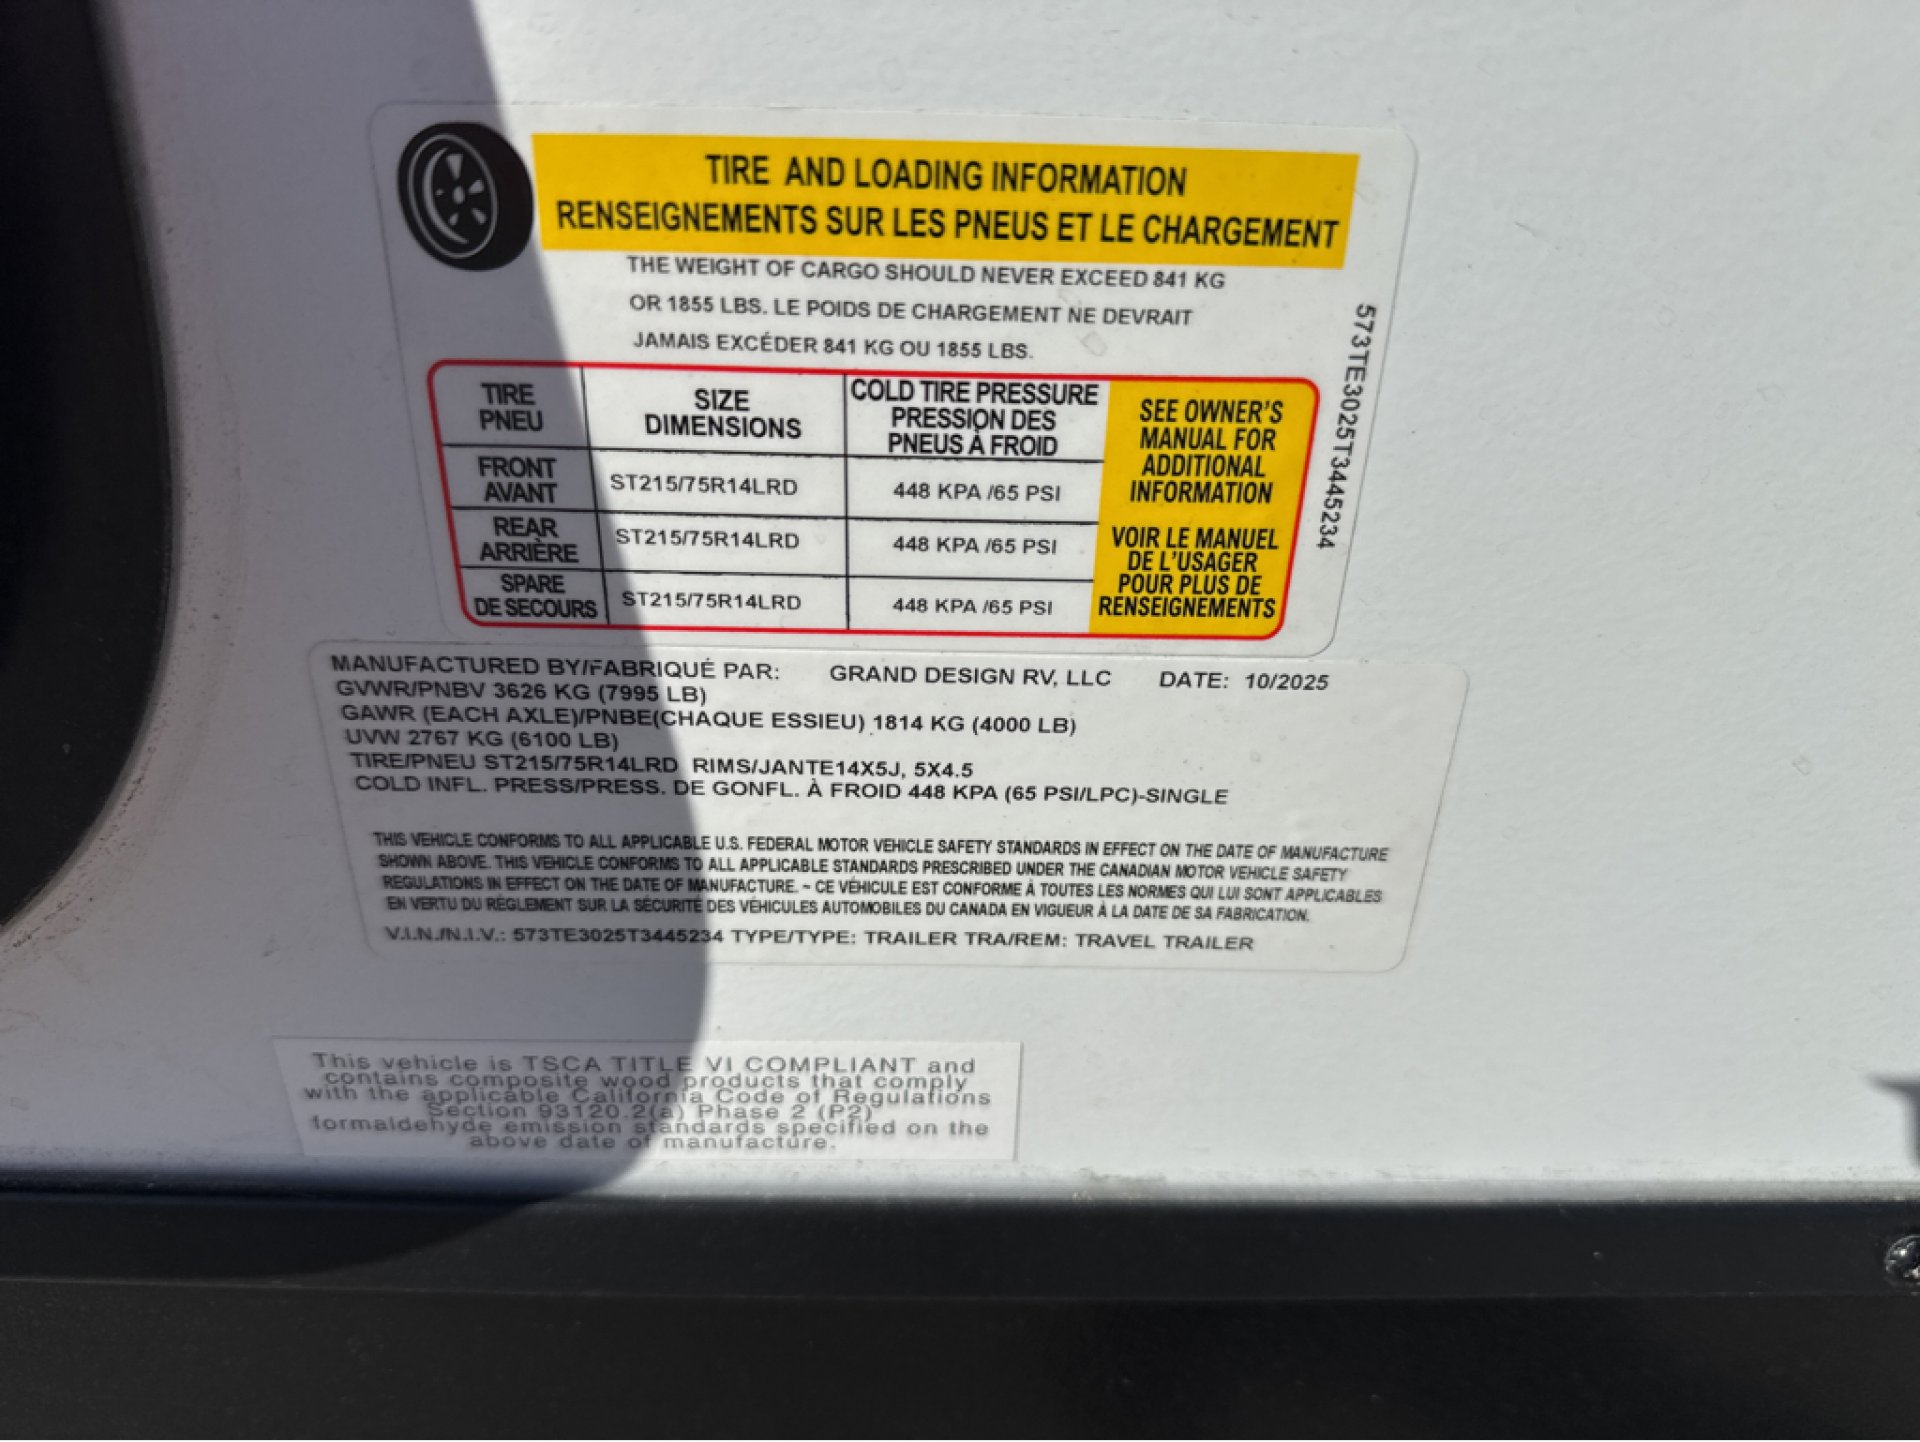 TIRE AND LOADING INFORMATION
RENSEIGNEMENTS SUR LES PNEUS ET LE CHARGEMENT
THE WEIGHT OF CARGO SHOULD NEVER EXCEED 841 KG
OR 1855 LBS. LE POIDS DE CHARGEMENT NE DEVRAIT
JAMAIS EXCÉDER 841 KG OU 1855 LBS.
TIRE PNEU
SIZE DIMENSIONS
COLD TIRE PRESSURE
PRESSION DES
PNEUS À FROID
FRONT AVANT
ST215/75R14LRD
448 KPA /65 PSI
REAR ARRIÈRE
ST215/75R14LRD
448 KPA /65 PSI
SPARE DE SECOURS
ST215/75R14LRD
448 KPA /65 PSI
SEE OWNER'S
MANUAL FOR
ADDITIONAL
INFORMATION
VOIR LE MANUEL
DE L'USAGER
POUR PLUS DE
RENSEIGNEMENTS
573TE3025T3445234
MANUFACTURED BY/FABRIQUÉ PAR: GRAND DESIGN RV, LLC DATE: 10/2025
GVWR/PNBV 3626 KG (7995 LB)
GAWR (EACH AXLE)/PNBE(CHAQUE ESSIEU) 1814 KG (4000 LB)
UVW 2767 KG (6100 LB)
TIRE/PNEU ST215/75R14LRD RIMS/JANTE14X5J, 5X4.5
COLD INFL. PRESS/PRESS. DE GONFL. À FROID 448 KPA (65 PSI/LPC)-SINGLE
THIS VEHICLE CONFORMS TO ALL APPLICABLE U.S. FEDERAL MOTOR VEHICLE SAFETY STANDARDS IN EFFECT ON THE DATE OF MANUFACTURE
SHOWN ABOVE. THIS VEHICLE CONFORMS TO ALL APPLICABLE STANDARDS PRESCRIBED UNDER THE CANADIAN MOTOR VEHICLE SAFETY
REGULATIONS IN EFFECT ON THE DATE OF MANUFACTURE. ~ CE VÉHICULE EST CONFORME À TOUTES LES NORMES QUI LUI SONT APPLICABLES
EN VERTU DU RÈGLEMENT SUR LA SÉCURITÉ DES VÉHICULES AUTOMOBILES DU CANADA EN VIGUEUR À LA DATE DE SA FABRICATION.
V.I.N./N.I.V.: 573TE3025T3445234 TYPE/TYPE: TRAILER TRA/REM: TRAVEL TRAILER
This vehicle is TSCA TITLE VI COMPLIANT and
contains composite wood products that comply
with the applicable California Code of Regulations
Section 93120.2(a) Phase 2 (P2)
formaldehyde emission standards specified on the
above date of manufacture.